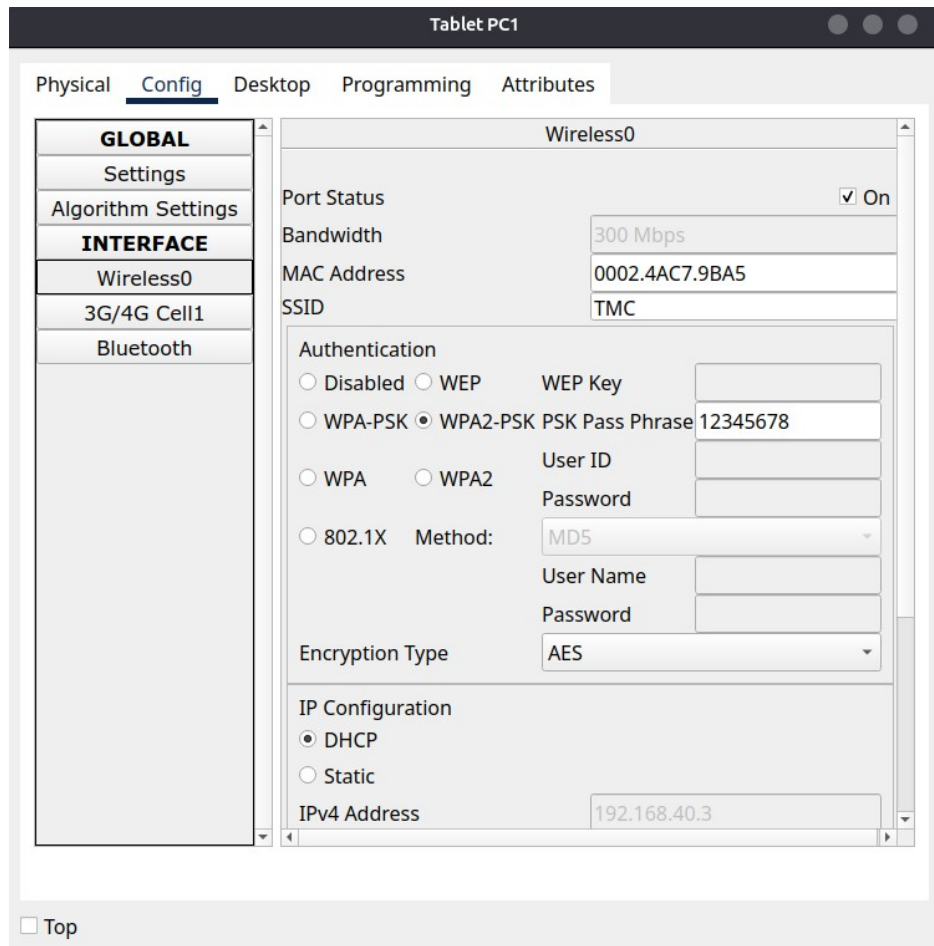 Tablet PC1
Physical Config Desktop Programming Attributes
GLOBAL
Settings
Algorithm Settings
INTERFACE
Wireless0
3G/4G Cell1
Bluetooth
Wireless0
Port Status On
Bandwidth 300 Mbps
MAC Address 0002.4AC7.9BA5
SSID TMC
Authentication
Disabled WEP WEP Key
WPA-PSK WPA2-PSK PSK Pass Phrase 12345678
WPA WPA2 User ID
Password
802.1X Method: MD5
User Name
Password
Encryption Type AES
IP Configuration
DHCP
Static
IPv4 Address 192.168.40.3
Top